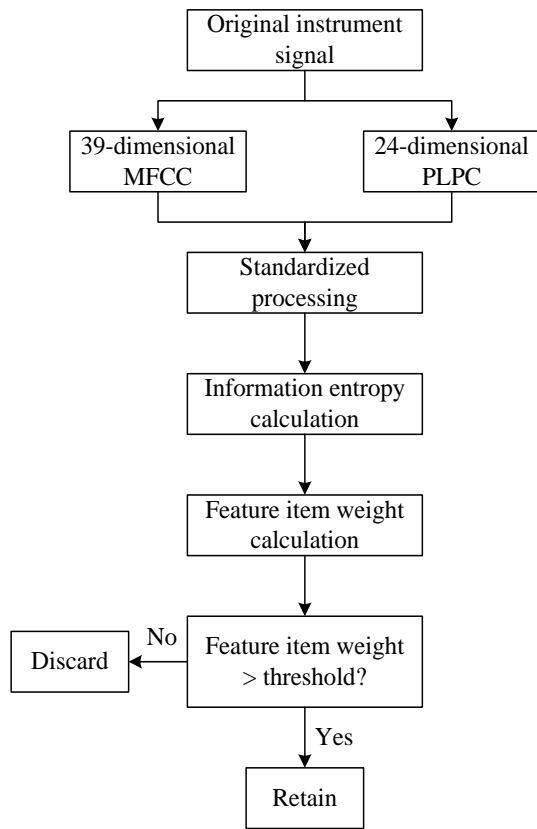 Original instrument
signal
39-dimensional
MFCC
24-dimensional
PLPC
Standardized
processing
Information entropy
calculation
Feature item weight
calculation
Feature item weight
> threshold?
No
Discard
Yes
Retain